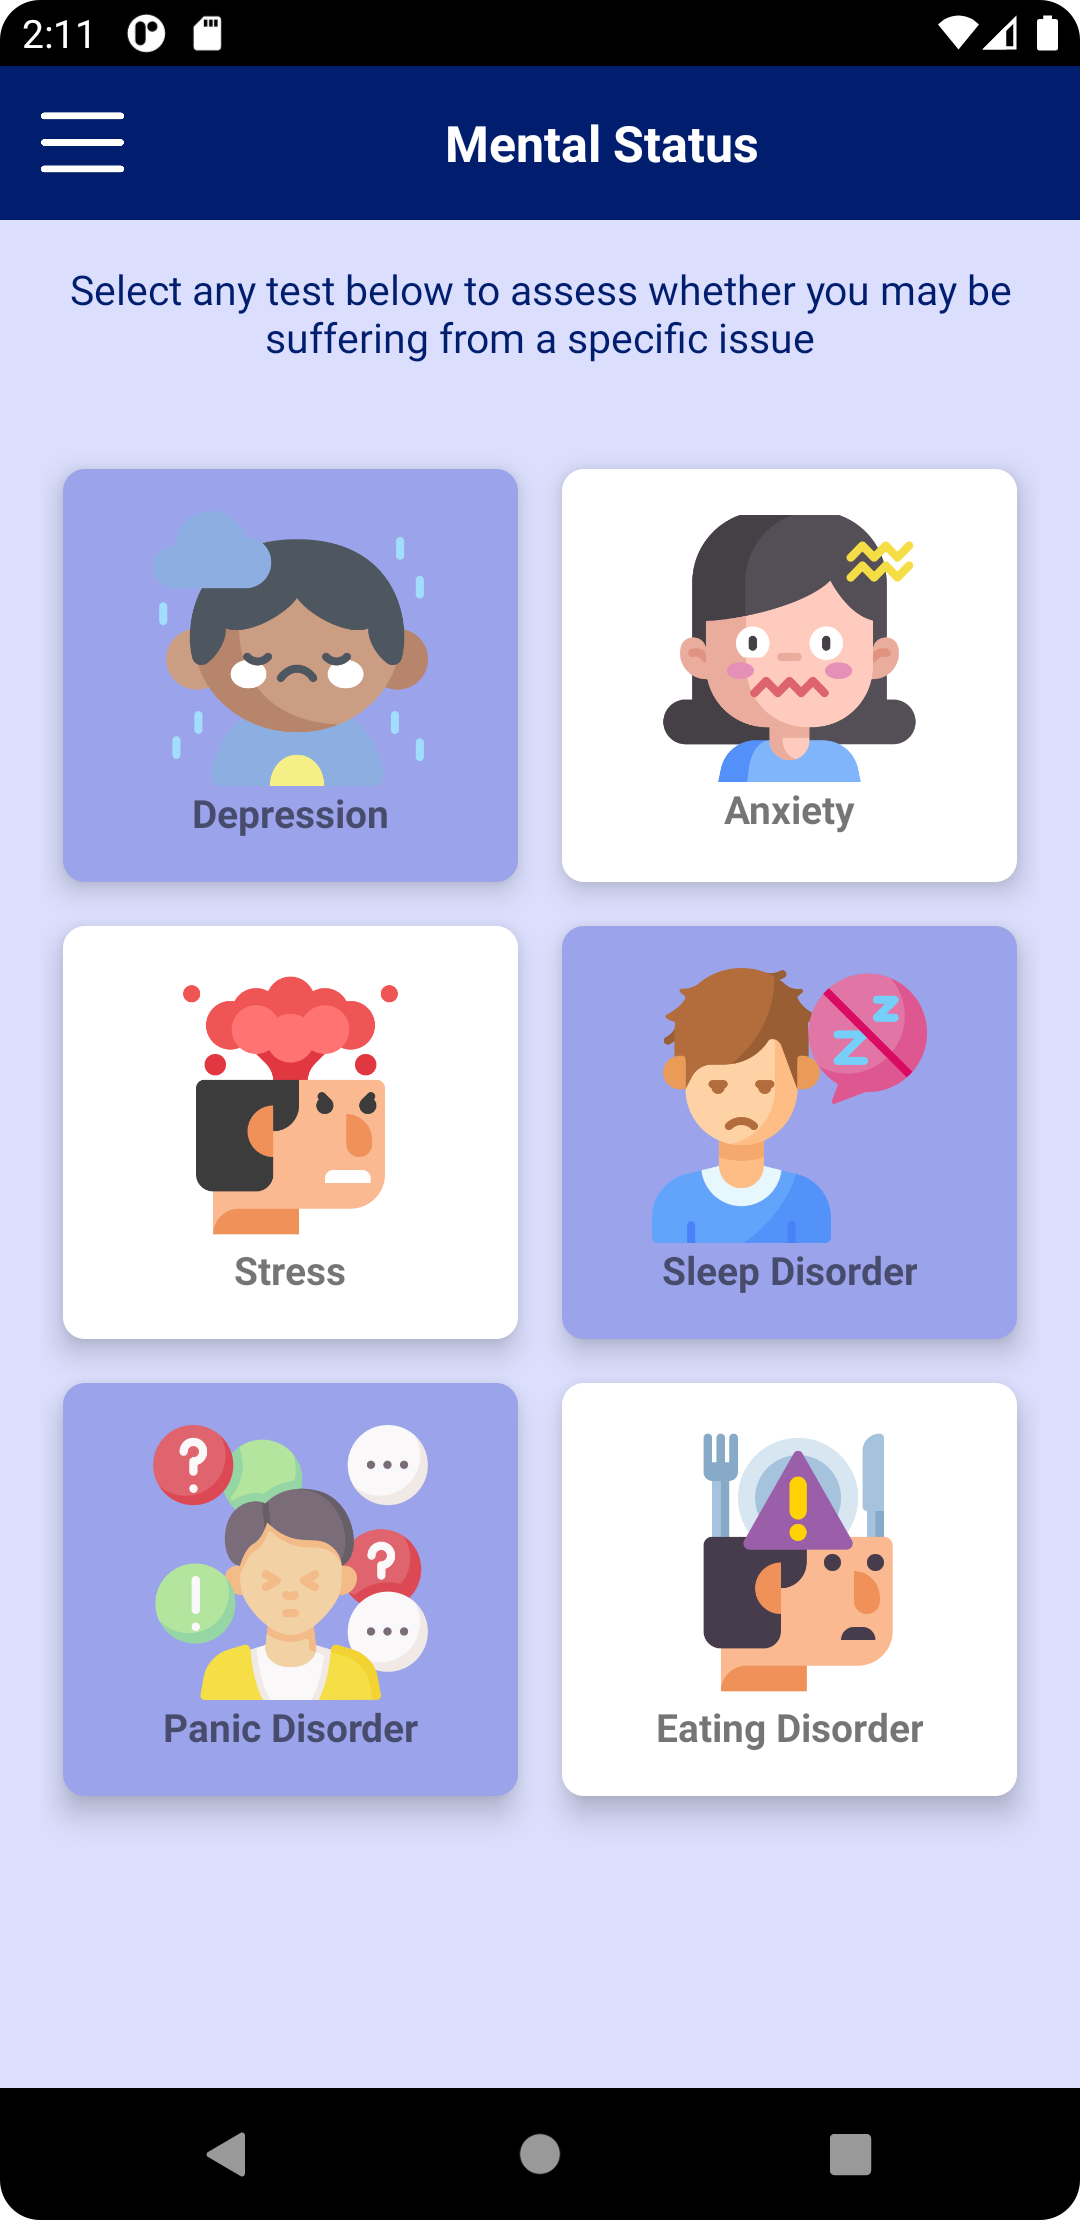 2:11
Mental Status
Select any test below to assess whether you may be
suffering from a specific issue
Depression
Anxiety
Stress
z
z
Sleep Disorder
?
...
?
!
...
Panic Disorder
!
Eating Disorder